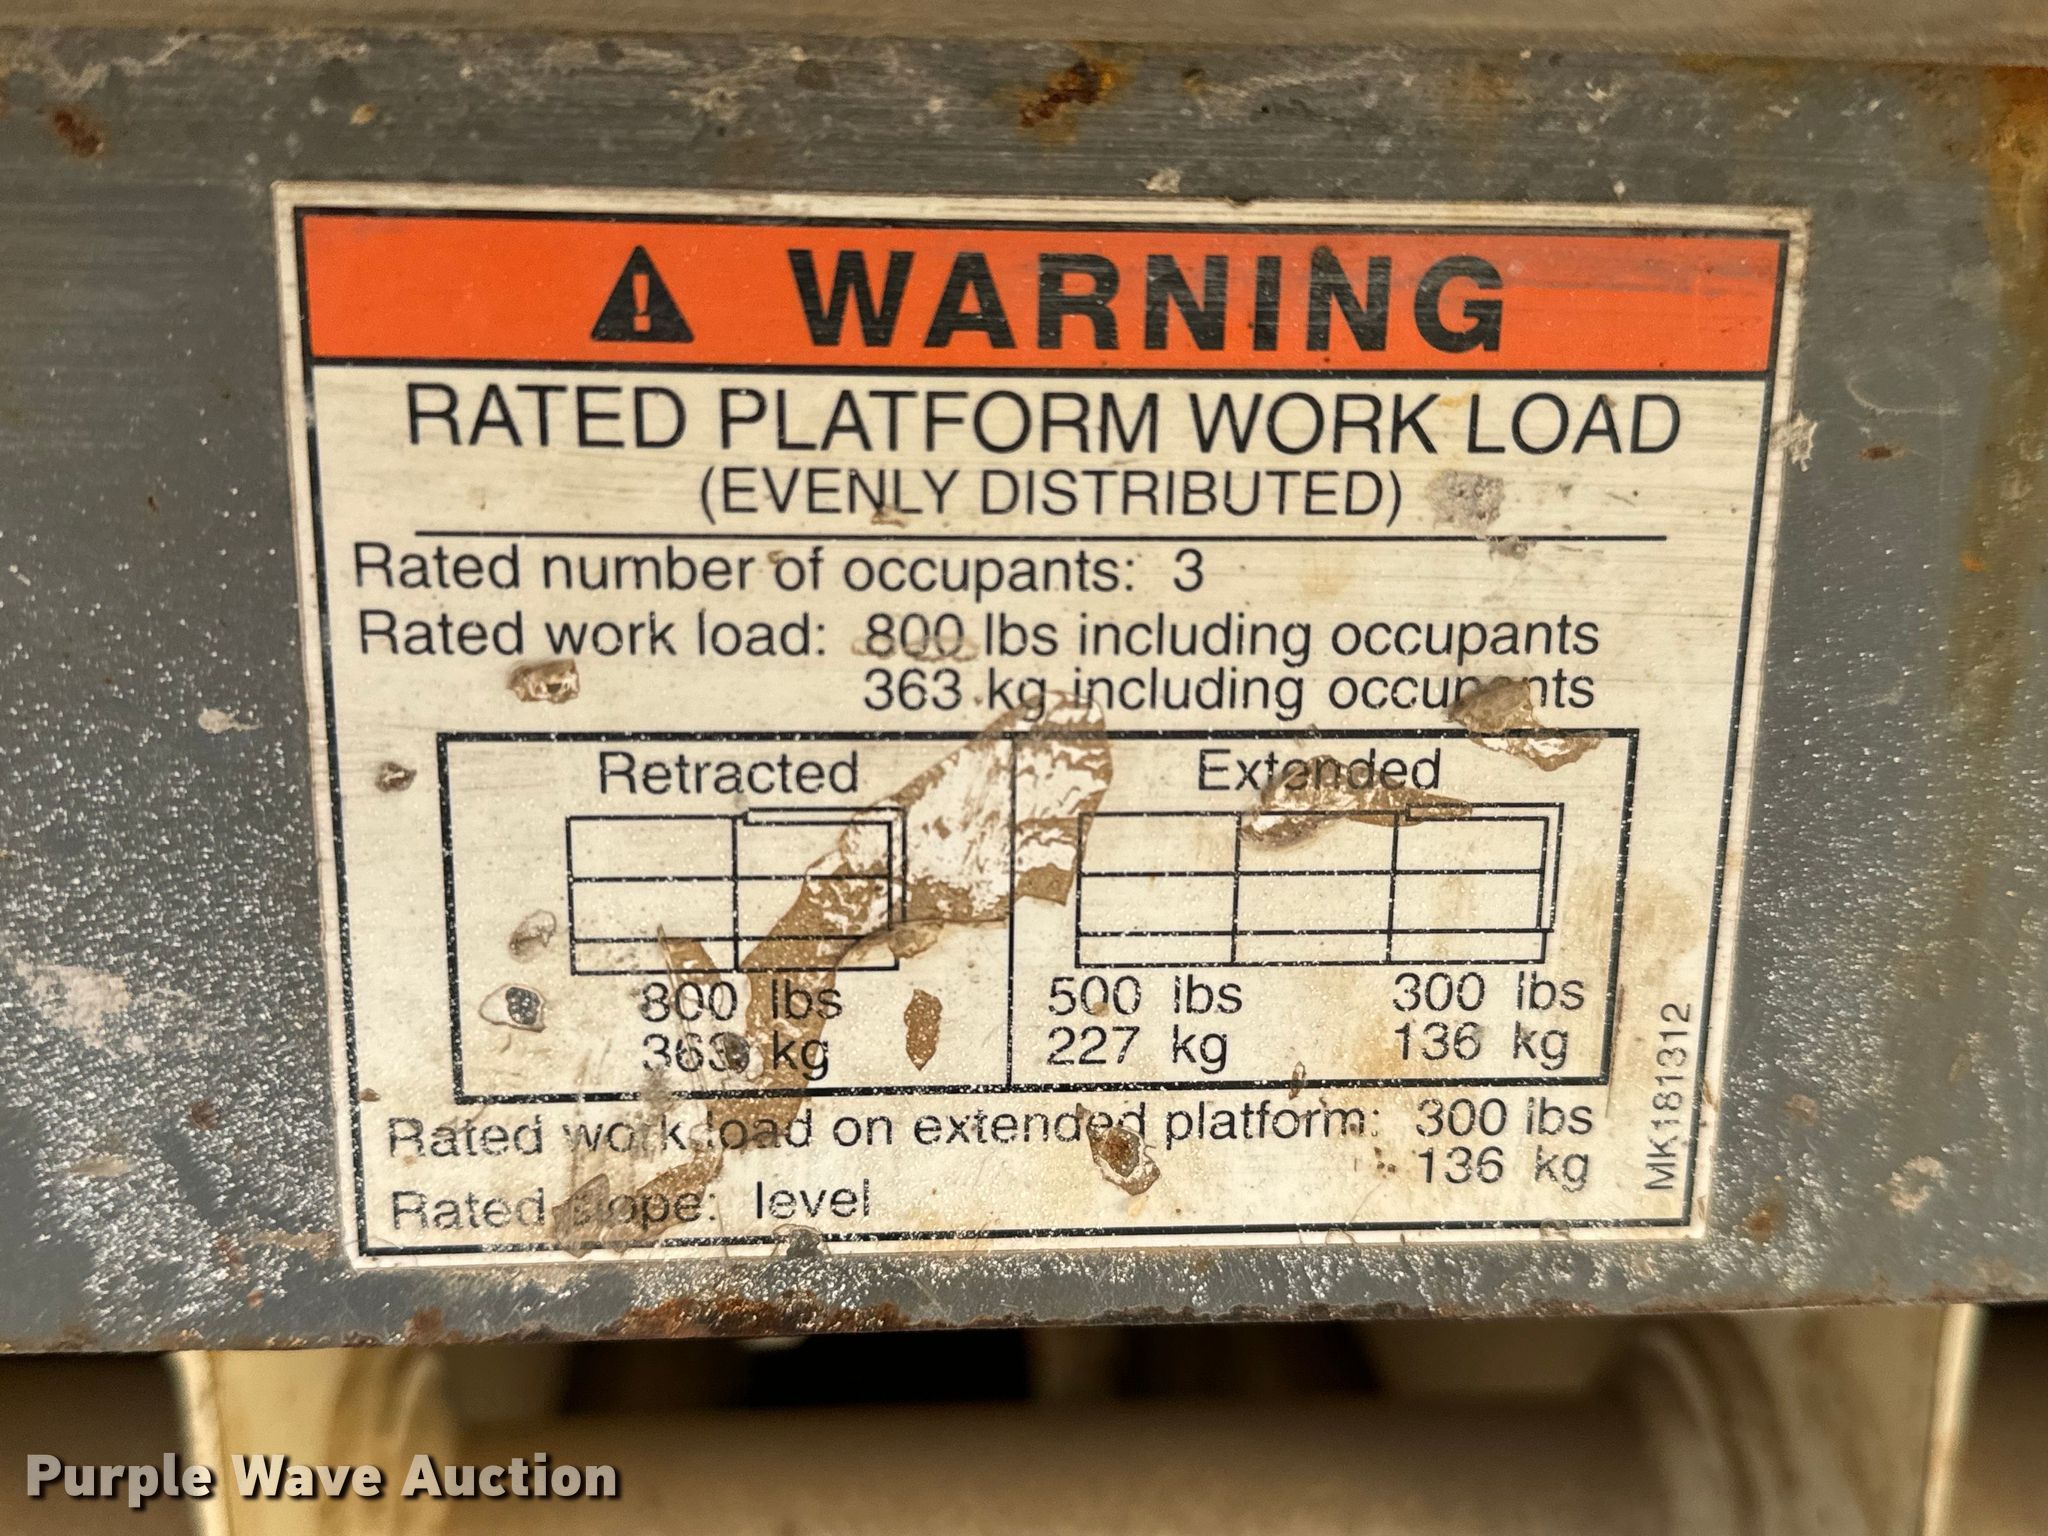 WARNING
RATED PLATFORM WORK LOAD
(EVENLY DISTRIBUTED)
Rated number of occupants: 3
Rated work load: 800 lbs including occupants
363 kg including occupants
Retracted
800 lbs
363 kg
Extended
500 lbs 300 lbs
227 kg 136 kg
Rated work load on extended platform: 300 lbs
136 kg
Rated slope: level
MK181312
Purple Wave Auction